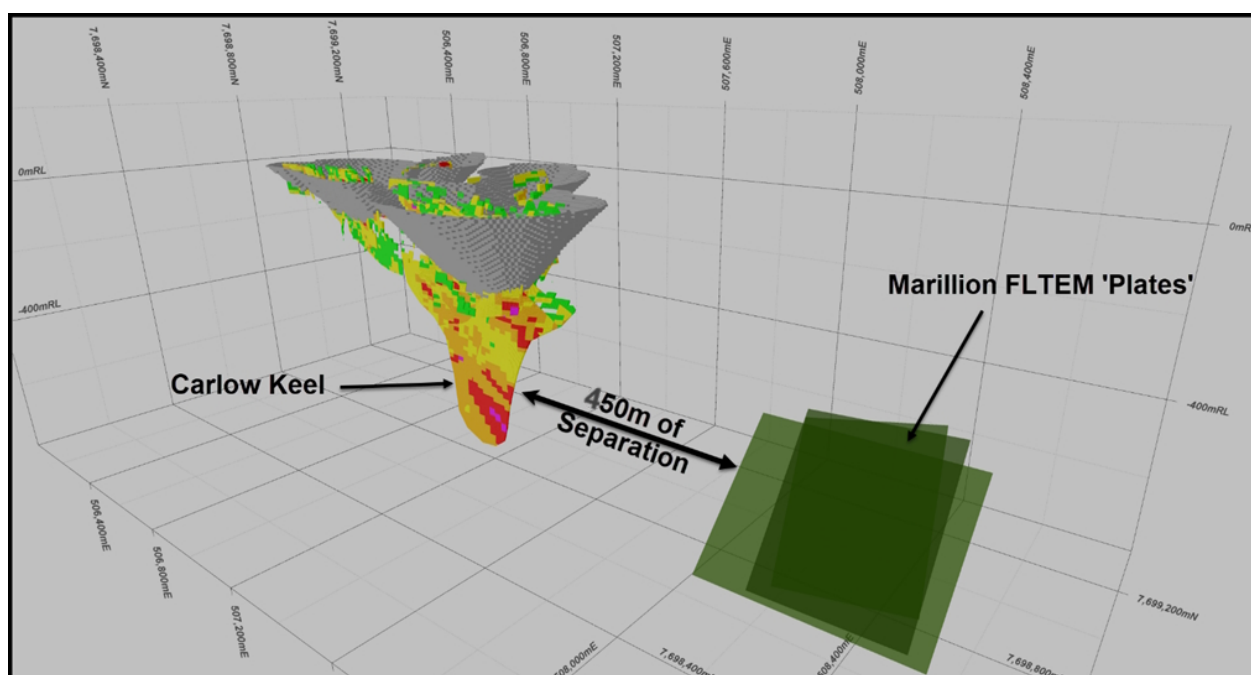 7,698,400mN
7,698,800mN
7,699,200mN
506,400mE
506,800mE
507,200mE
507,600mE
508,000mE
508,400mE
0mRL
0mR
-400mRL
Marillion FLTEM 'Plates'
Carlow Keel
450m of
Separation
-400mRL
506,400mE
506,800mE
507,200mE
508,000mE
7,698,400mN
508,400mE
7,698,800m
7,699,200mN